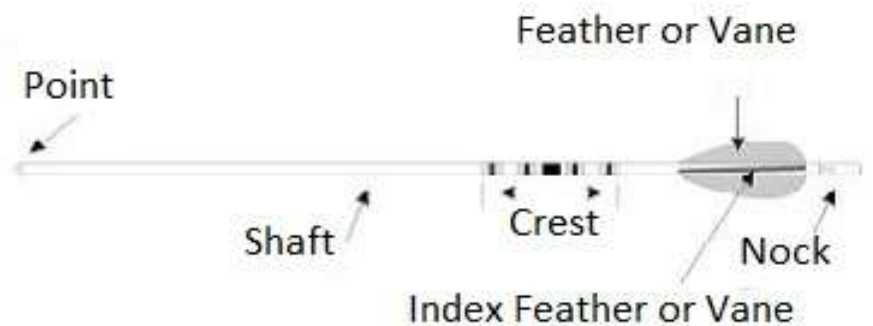 Feather or Vane
Point
Shaft
Crest
Nock
Index Feather or Vane